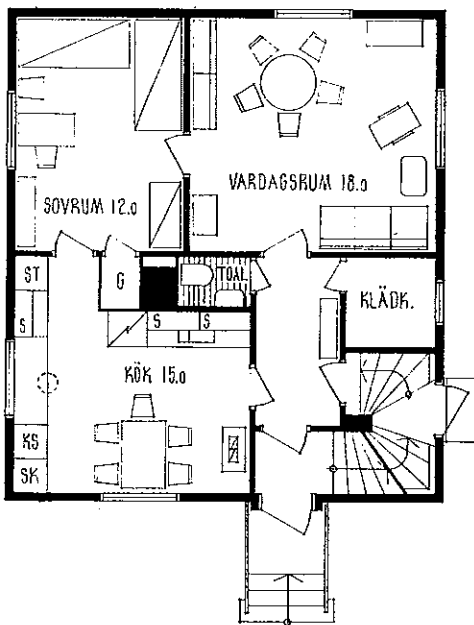 SOVRUM 12.0
VARDAGSRUM 18.0
ST
G
TOAL.
KLÄDK.
S
S
S
KÖK 15.0
KS
SK